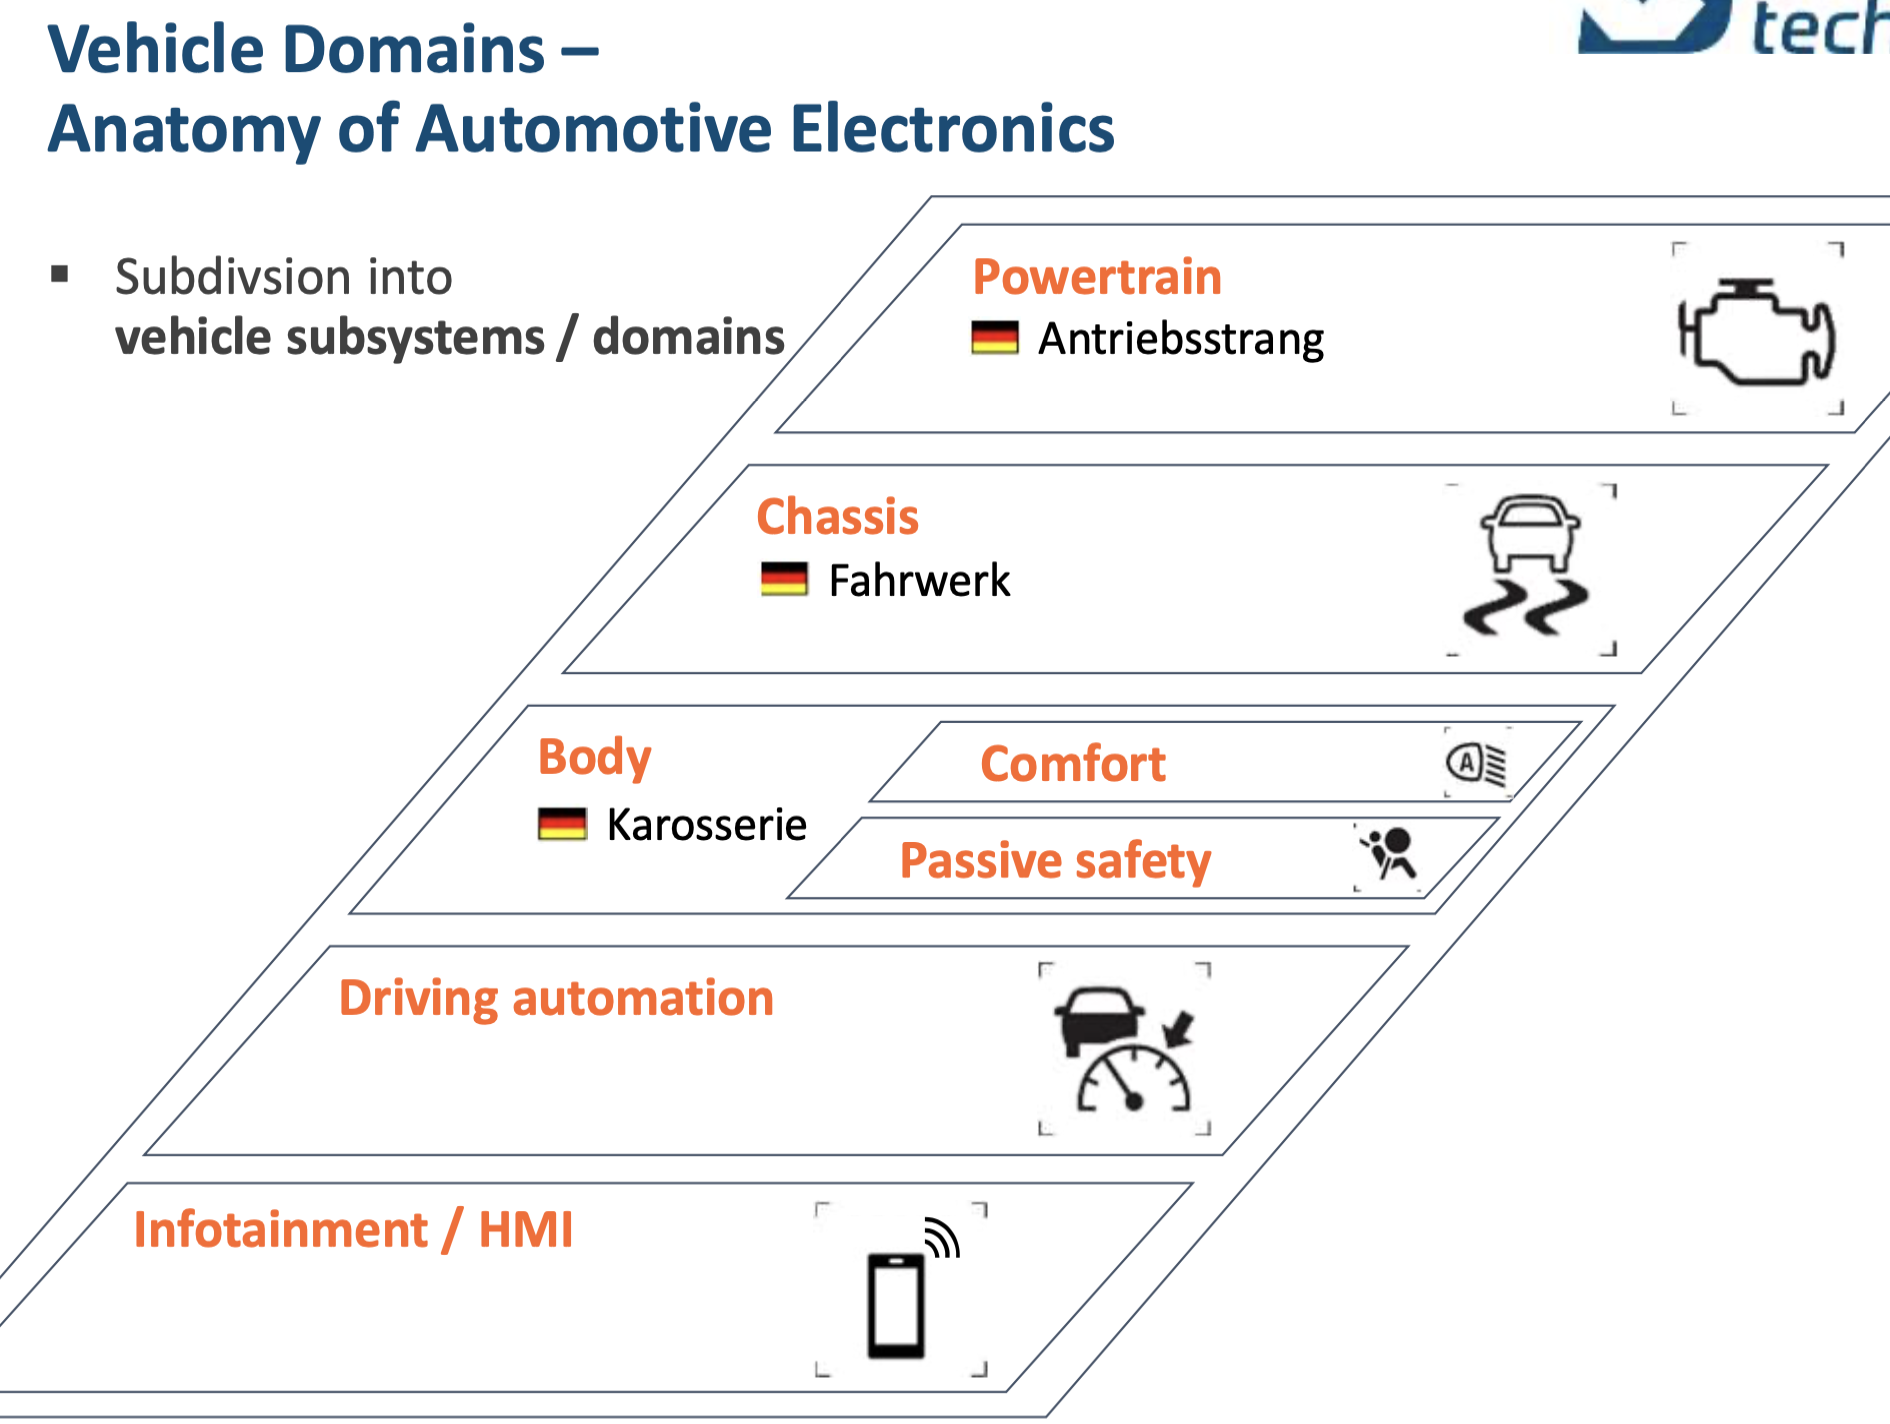 Vehicle Domains –
Anatomy of Automotive Electronics
tech
▪ Subdivsion into
vehicle subsystems / domains
Powertrain
Antriebsstrang
Chassis
Fahrwerk
Body
Karosserie
Comfort
A
Passive safety
Driving automation
Infotainment / HMI